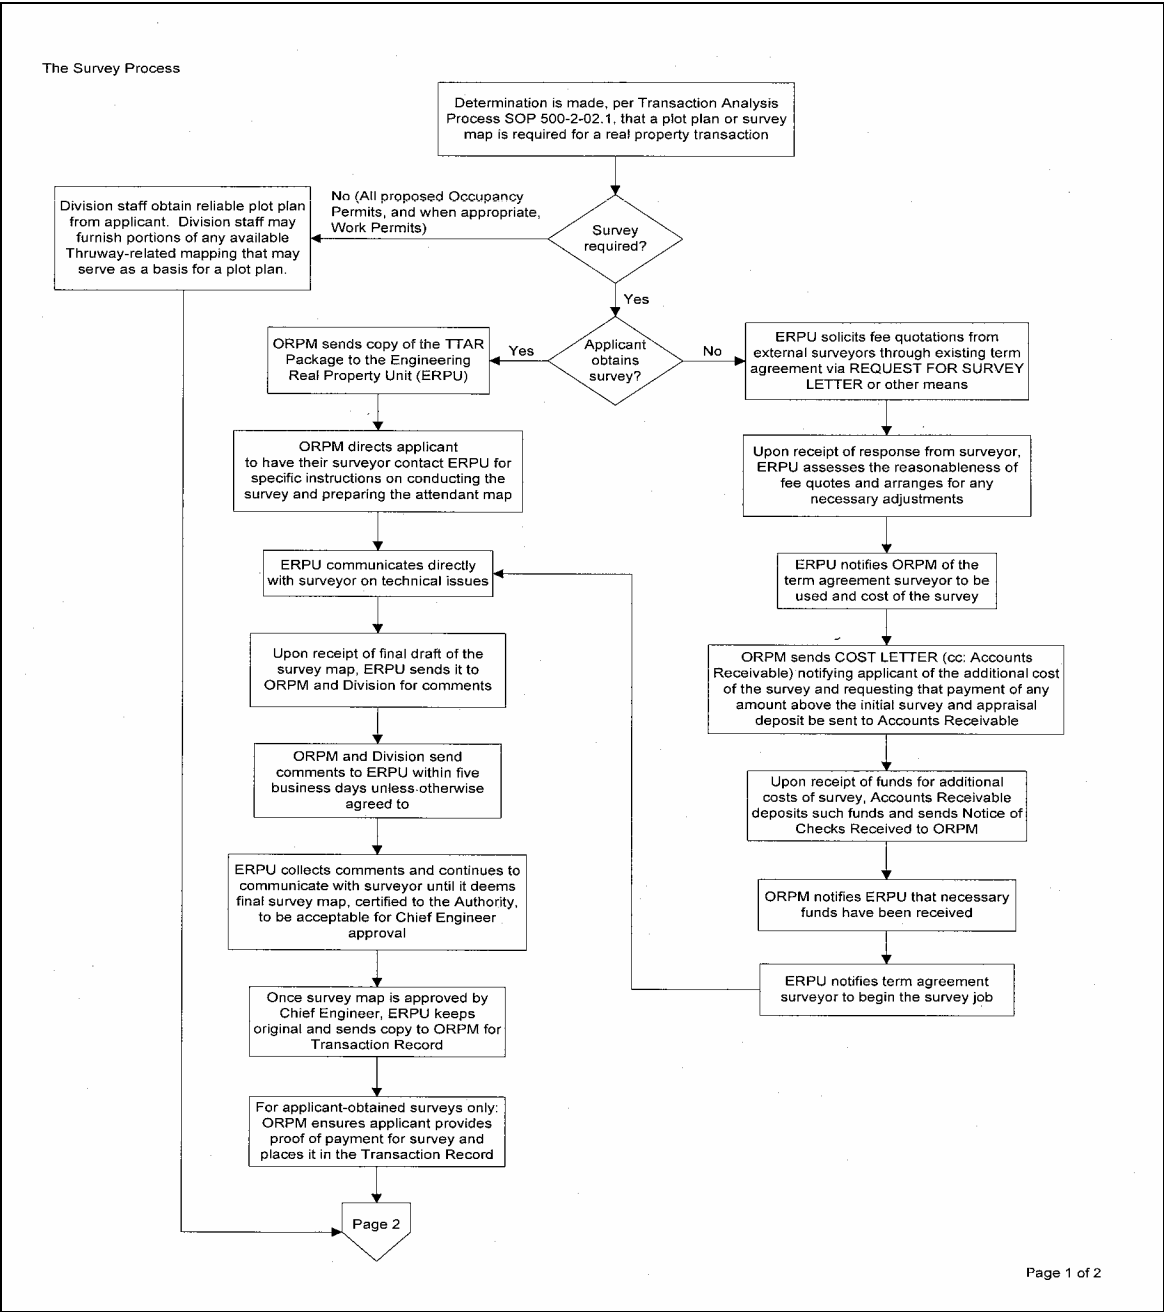 The Survey Process
Determination is made, per Transaction Analysis
Process SOP 500-2-02.1, that a plot plan or survey
map is required for a real property transaction
Survey
required?
No (All proposed Occupancy
Permits, and when appropriate,
Work Permits)
Division staff obtain reliable plot plan
from applicant.  Division staff may
furnish portions of any available
Thruway-related mapping that may
serve as a basis for a plot plan.
Yes
Applicant
obtains
survey?
Yes
No
ORPM sends copy of the TTAR
Package to the Engineering
Real Property Unit (ERPU)
ORPM directs applicant
to have their surveyor contact ERPU for
specific instructions on conducting the
survey and preparing the attendant map
ERPU communicates directly
with surveyor on technical issues
Upon receipt of final draft of the
survey map, ERPU sends it to
ORPM and Division for comments
ORPM and Division send
comments to ERPU within five
business days unless otherwise
agreed to
ERPU collects comments and continues to
communicate with surveyor until it deems
final survey map, certified to the Authority,
to be acceptable for Chief Engineer
approval
Once survey map is approved by
Chief Engineer, ERPU keeps
original and sends copy to ORPM for
Transaction Record
For applicant-obtained surveys only:
ORPM ensures applicant provides
proof of payment for survey and
places it in the Transaction Record
Page 2
ERPU solicits fee quotations from
external surveyors through existing term
agreement via REQUEST FOR SURVEY
LETTER or other means
Upon receipt of response from surveyor,
ERPU assesses the reasonableness of
fee quotes and arranges for any
necessary adjustments
ERPU notifies ORPM of the
term agreement surveyor to be
used and cost of the survey
ORPM sends COST LETTER (cc: Accounts
Receivable) notifying applicant of the additional cost
of the survey and requesting that payment of any
amount above the initial survey and appraisal
deposit be sent to Accounts Receivable
Upon receipt of funds for additional
costs of survey, Accounts Receivable
deposits such funds and sends Notice of
Checks Received to ORPM
ORPM notifies ERPU that necessary
funds have been received
ERPU notifies term agreement
surveyor to begin the survey job
Page 1 of 2